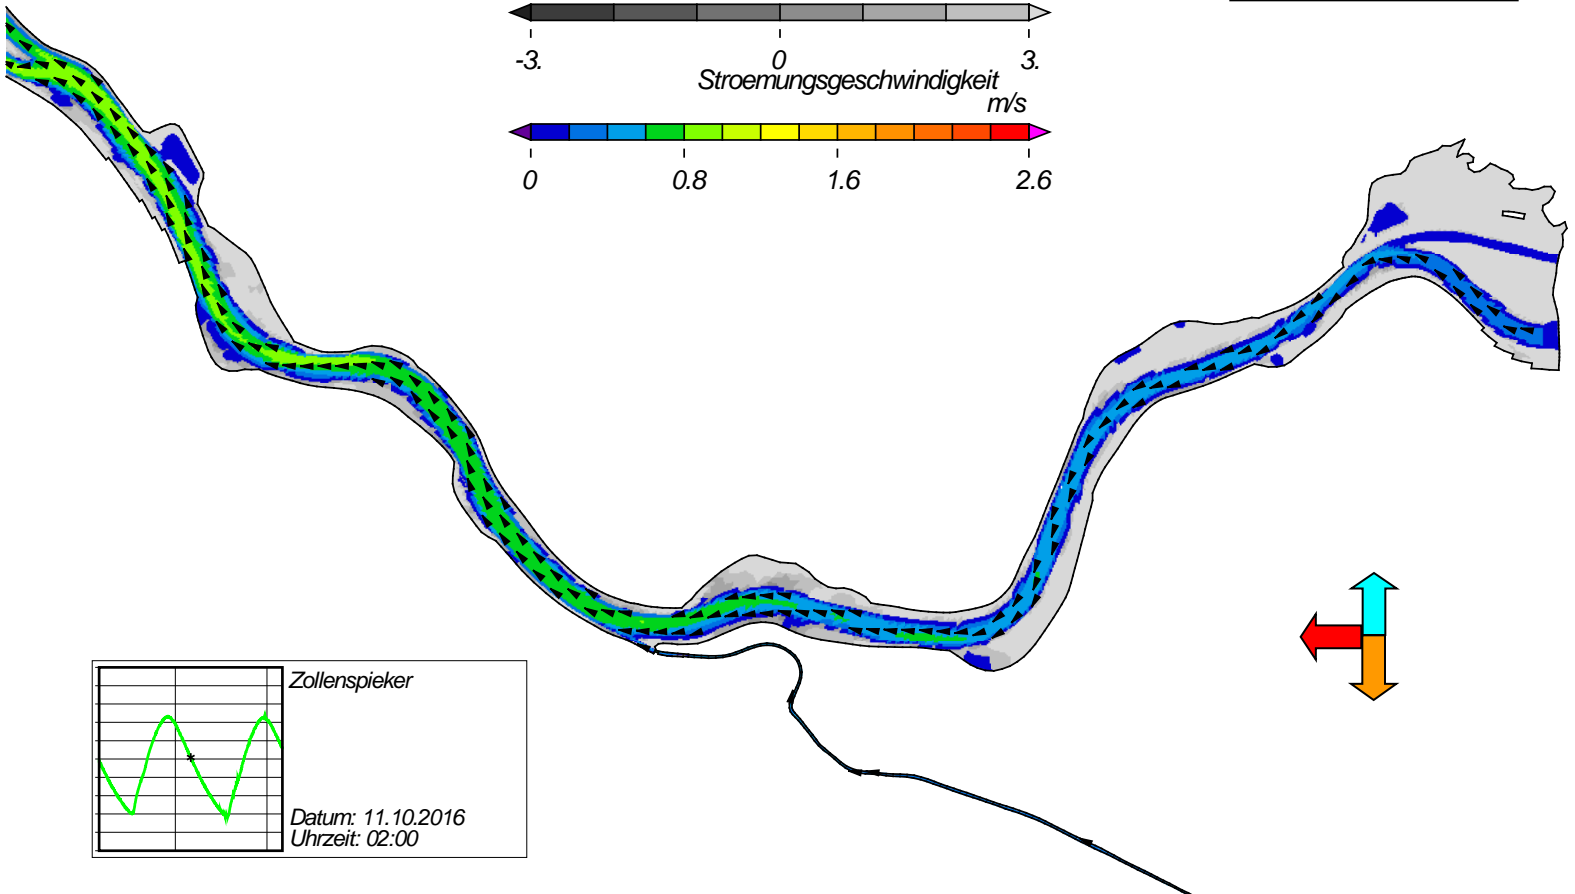 -3. 0 3.
Stroemungsgeschwindigkeit
m/s
0 0.8 1.6 2.6
Zollenspieker
Datum: 11.10.2016
Uhrzeit: 02:00